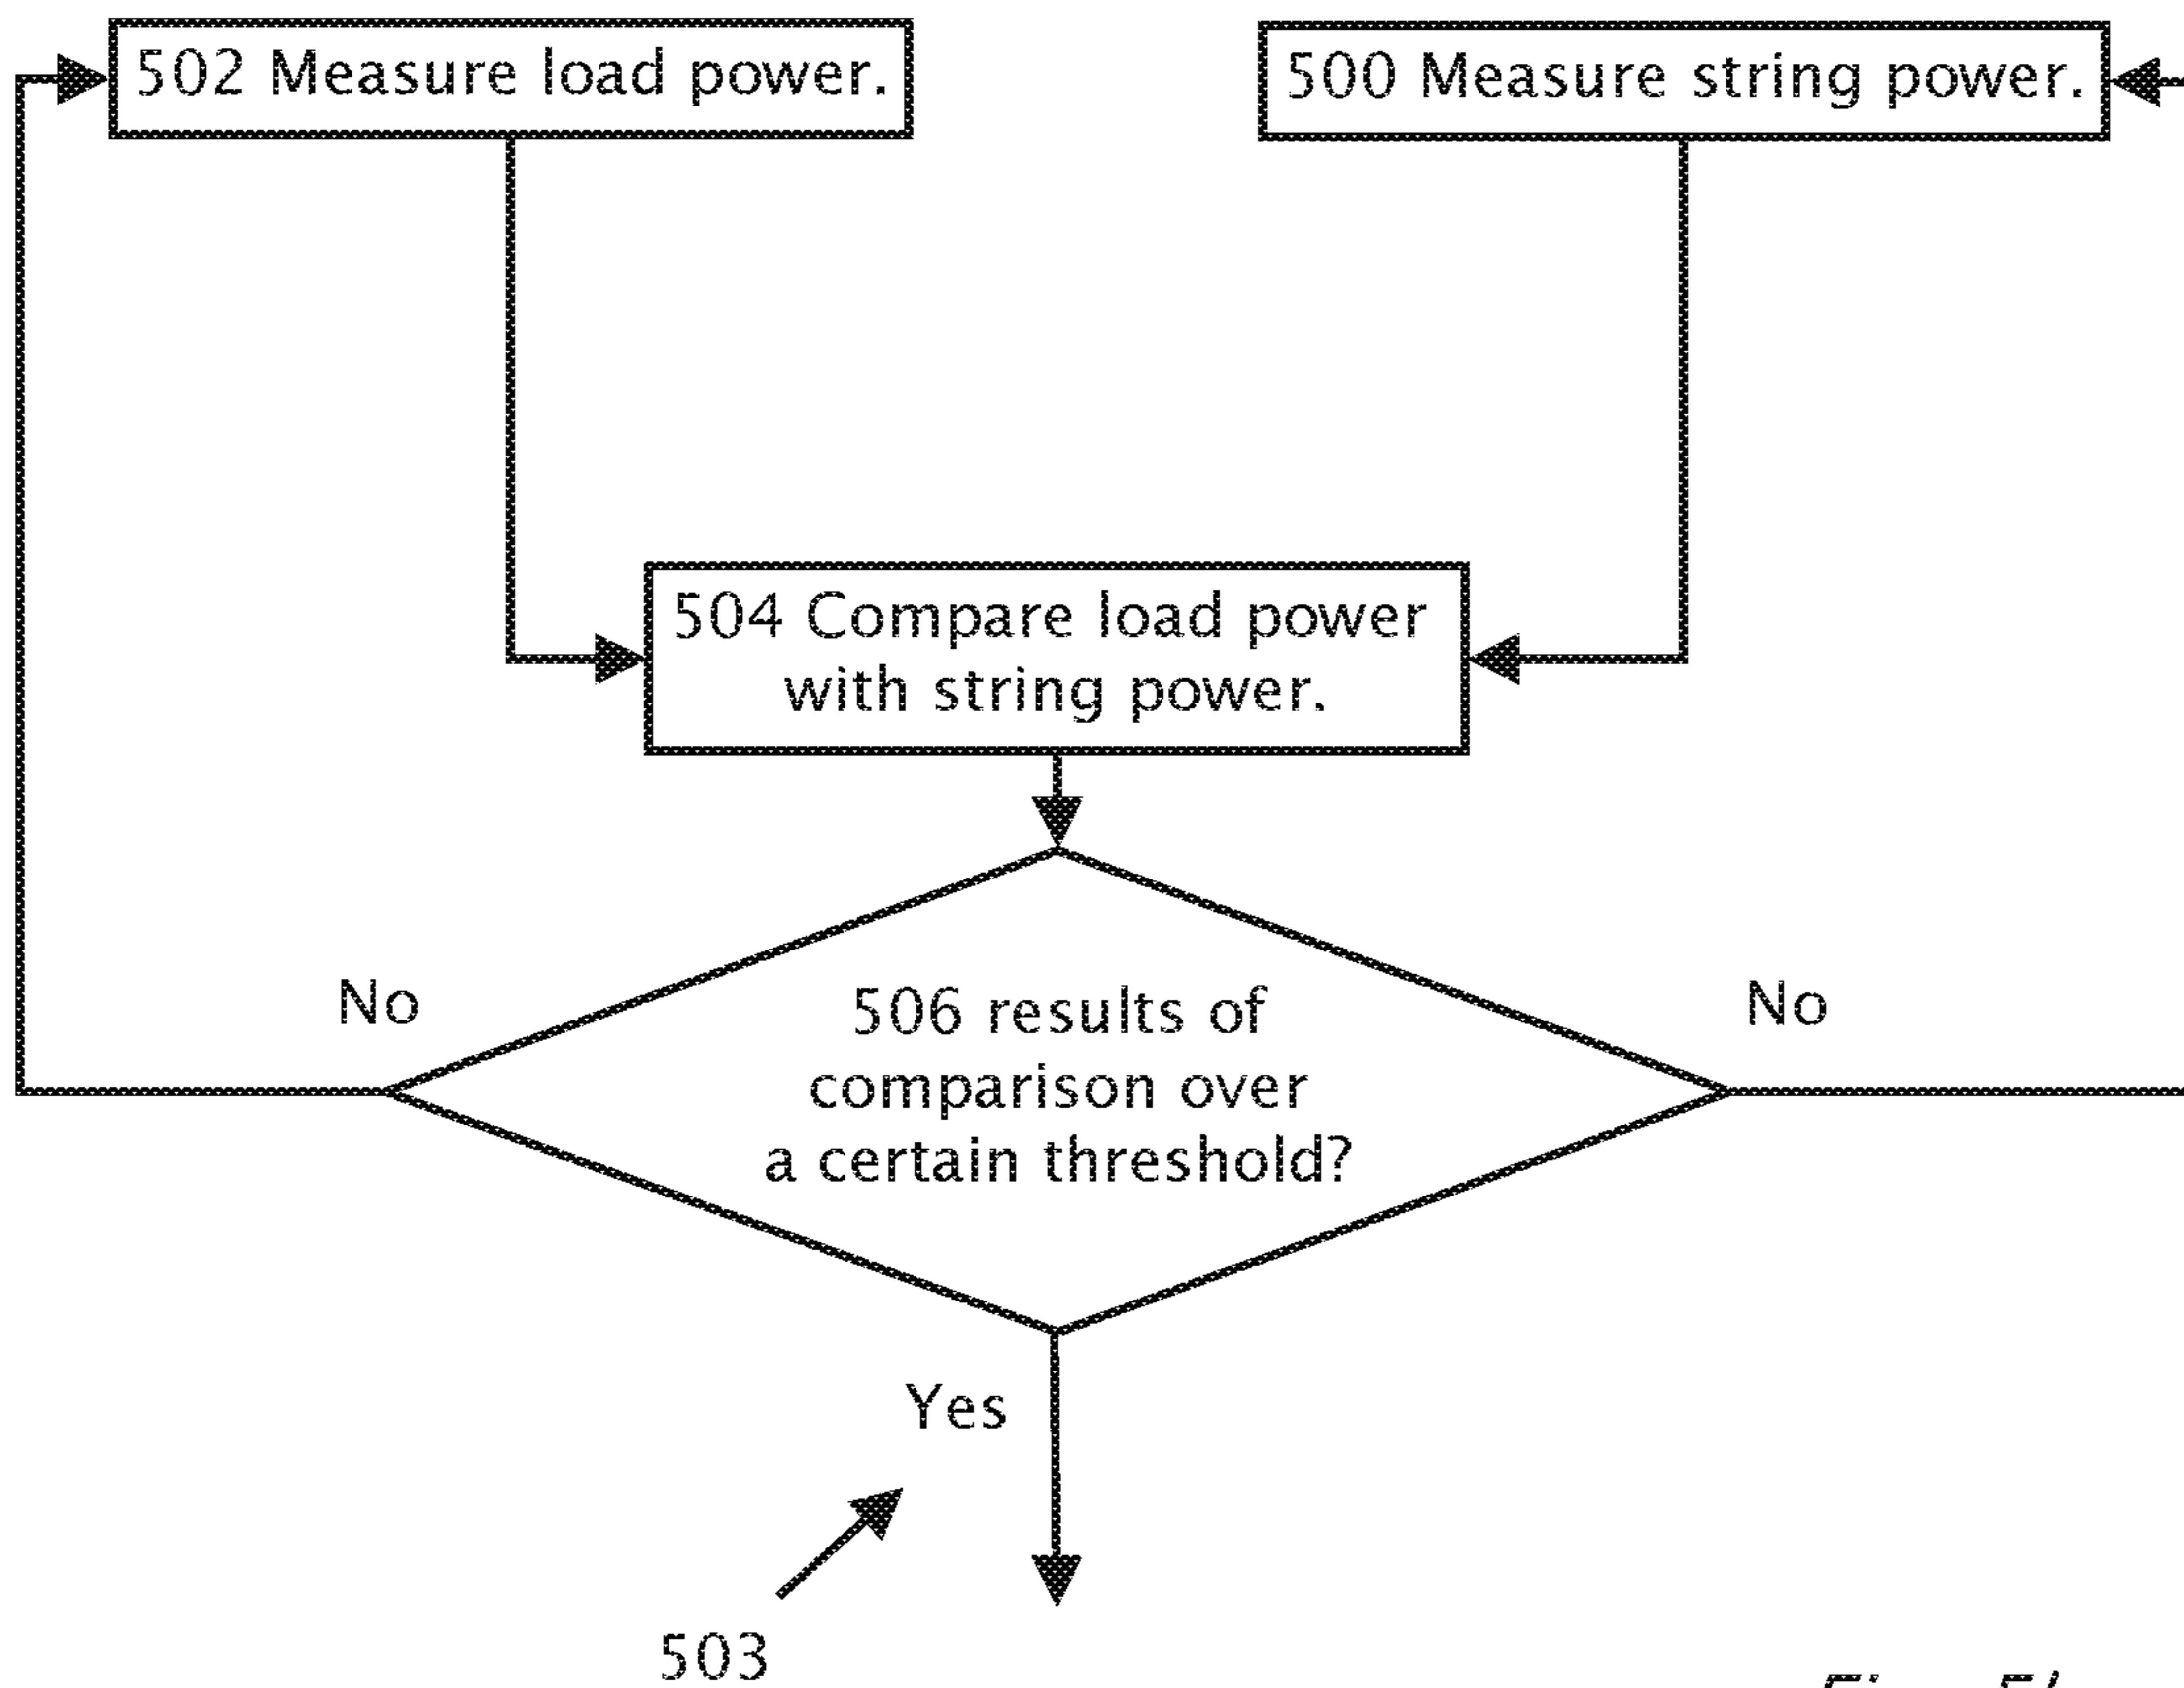 502 Measure load power.
500 Measure string power.
504 Compare load power
with string power.
No
No
506 results of
comparison over
a certain threshold?
Yes
503